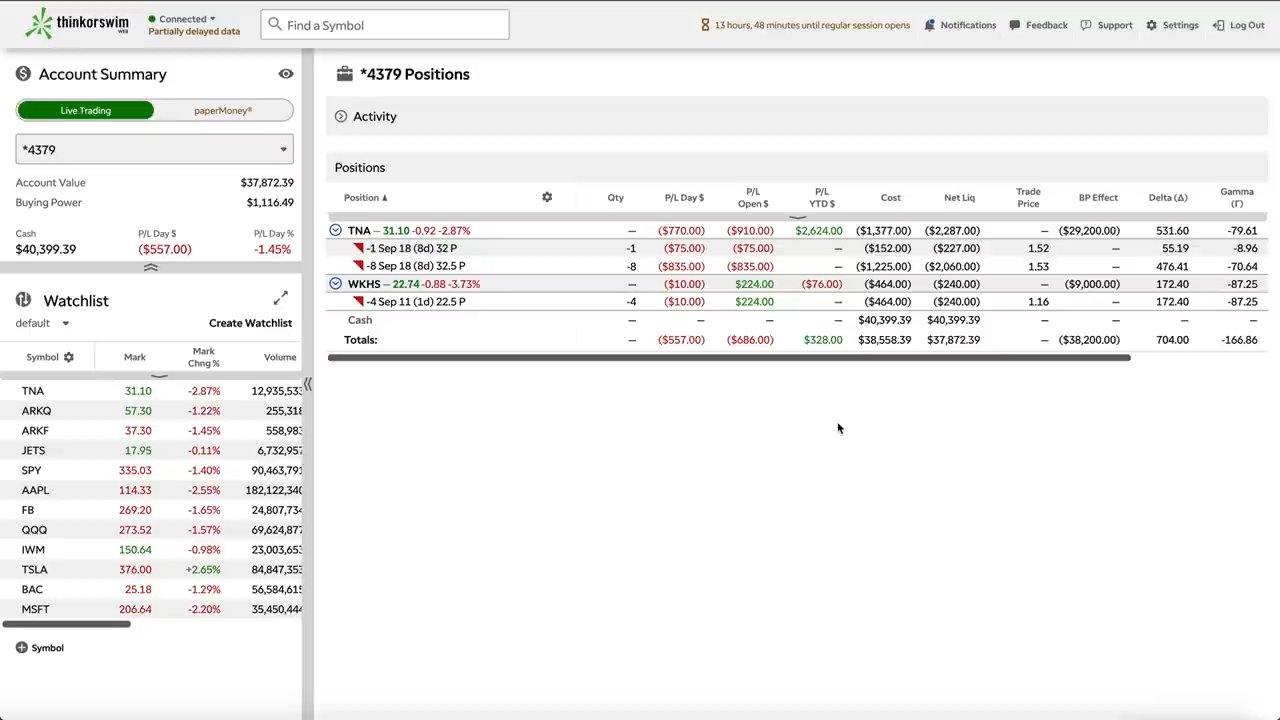 thinkorswim WEB
Connected
Partially delayed data
Find a Symbol
13 hours, 48 minutes until regular session opens
Notifications
Feedback
Support
Settings
Log Out
Account Summary
Live Trading paperMoney®
*4379
Account Value $37,872.39
Buying Power $1,116.49
Cash P/L Day $ P/L Day %
$40,399.39 ($557.00) -1.45%
Watchlist
default Create Watchlist
Symbol Mark Mark Chng % Volume
TNA 31.10 -2.87% 12,935,533
ARKQ 57.30 -1.22% 255,318
ARKF 37.30 -1.45% 558,983
JETS 17.95 -0.11% 6,732,957
SPY 335.03 -1.40% 90,463,791
AAPL 114.33 -2.55% 182,122,340
FB 269.20 -1.65% 24,807,734
QQQ 273.52 -1.57% 69,624,877
IWM 150.64 -0.98% 23,003,653
TSLA 376.00 +2.65% 84,847,353
BAC 25.18 -1.29% 56,584,615
MSFT 206.64 -2.20% 35,450,444
Symbol
*4379 Positions
Activity
Positions
Position Qty P/L Day $ P/L Open $ P/L YTD $ Cost Net Liq Trade Price BP Effect Delta (Δ) Gamma (Γ)
TNA – 31.10 -0.92 -2.87% — ($770.00) ($910.00) $2,624.00 ($1,377.00) ($2,287.00) — ($29,200.00) 531.60 -79.61
-1 Sep 18 (8d) 32 P -1 ($75.00) ($75.00) — ($152.00) ($227.00) 1.52 — 55.19 -8.96
-8 Sep 18 (8d) 32.5 P -8 ($835.00) ($835.00) — ($1,225.00) ($2,060.00) 1.53 — 476.41 -70.64
WKHS – 22.74 -0.88 -3.73% — ($10.00) $224.00 ($76.00) ($464.00) ($240.00) — ($9,000.00) 172.40 -87.25
-4 Sep 11 (1d) 22.5 P -4 ($10.00) $224.00 — ($464.00) ($240.00) 1.16 — 172.40 -87.25
Cash — — — — $40,399.39 $40,399.39 — — — —
Totals: — ($557.00) ($686.00) $328.00 $38,558.39 $37,872.39 — ($38,200.00) 704.00 -166.86